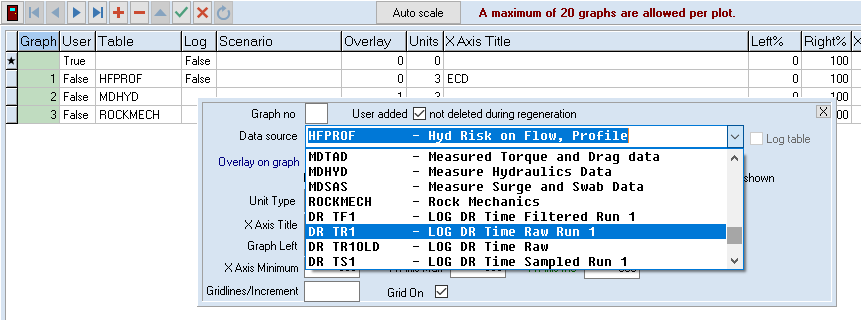 Auto scale A maximum of 20 graphs are allowed per plot.
Graph User Table Log Scenario Overlay Units X Axis Title Left% Right% X
★ True False 0 0 0 100
1 False HFPROF False 0 3 ECD 0 100
2 False MDHYD 1 3 0 100
3 False ROCKMECH 00
Graph no User added not deleted during regeneration X
Data source HFPROF - Hyd Risk on Flow, Profile Log table
Overlay on graph shown
MDTAD - Measured Torque and Drag data
MDHYD - Measure Hydraulics Data
MDSAS - Measure Surge and Swab Data
Unit Type ROCKMECH - Rock Mechanics
DR TF1 - LOG DR Time Filtered Run 1
X Axis Title DR TR1 - LOG DR Time Raw Run 1
Graph Left DR TR1OLD - LOG DR Time Raw
DR TS1 - LOG DR Time Sampled Run 1
X Axis Minimum
Gridlines/Increment Grid On